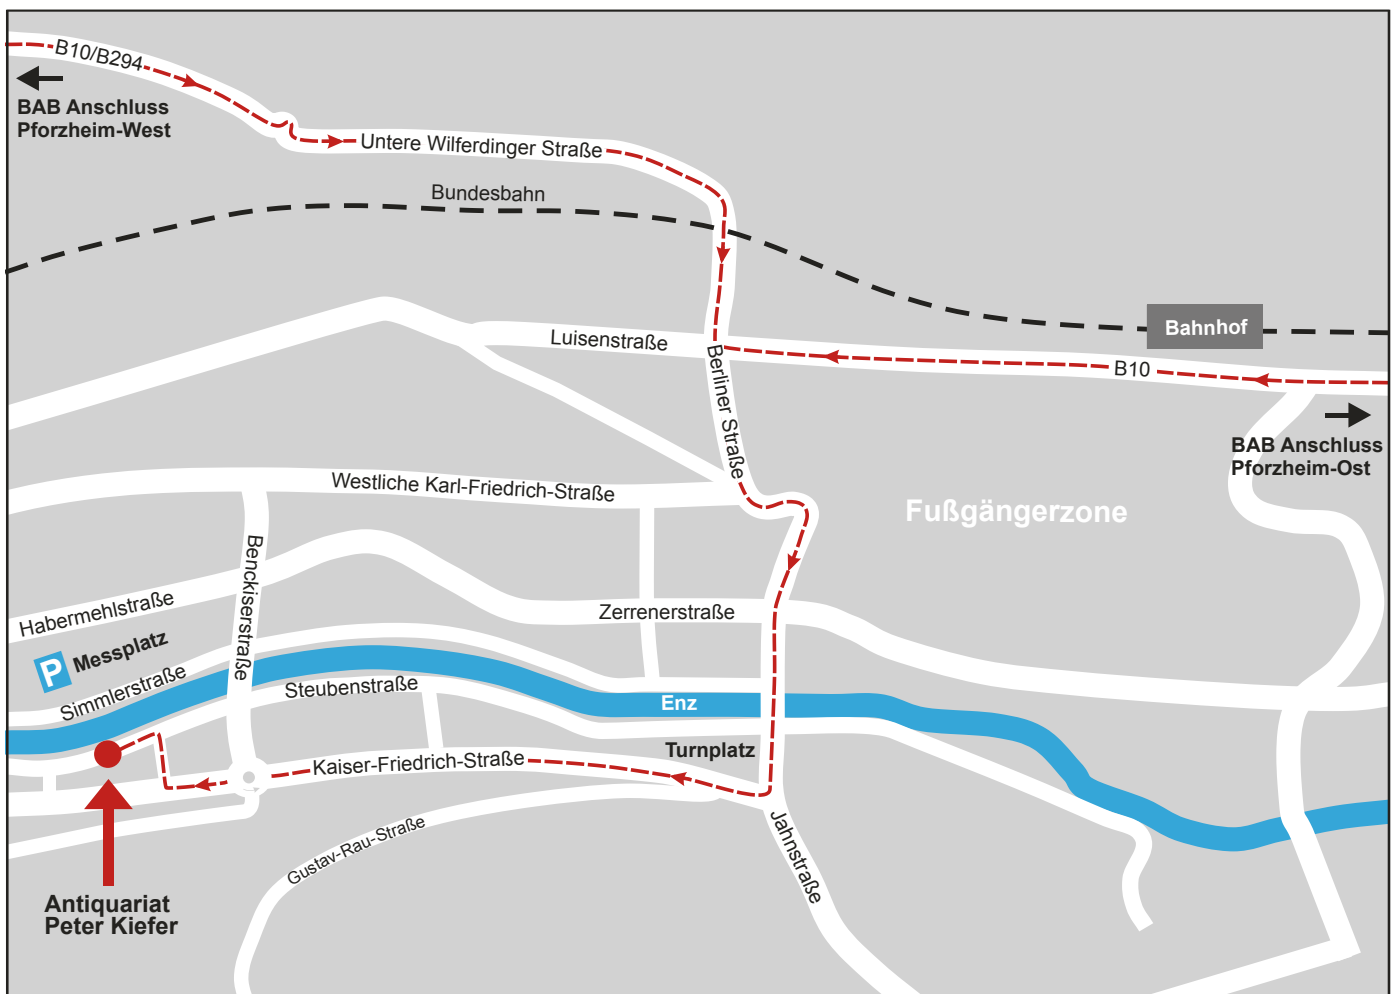 B10/B294
BAB Anschluss
Pforzheim-West
Untere Wilferdinger Straße
Bundesbahn
Bahnhof
Luisenstraße
B10
Berliner Straße
BAB Anschluss
Pforzheim-Ost
Westliche Karl-Friedrich-Straße
Fußgängerzone
Benckiserstraße
Habermehlstraße
Zerrenerstraße
P Messplatz
Simmlerstraße
Steubenstraße
Enz
Turnplatz
Kaiser-Friedrich-Straße
Gustav-Rau-Straße
Jahnstraße
Antiquariat
Peter Kiefer